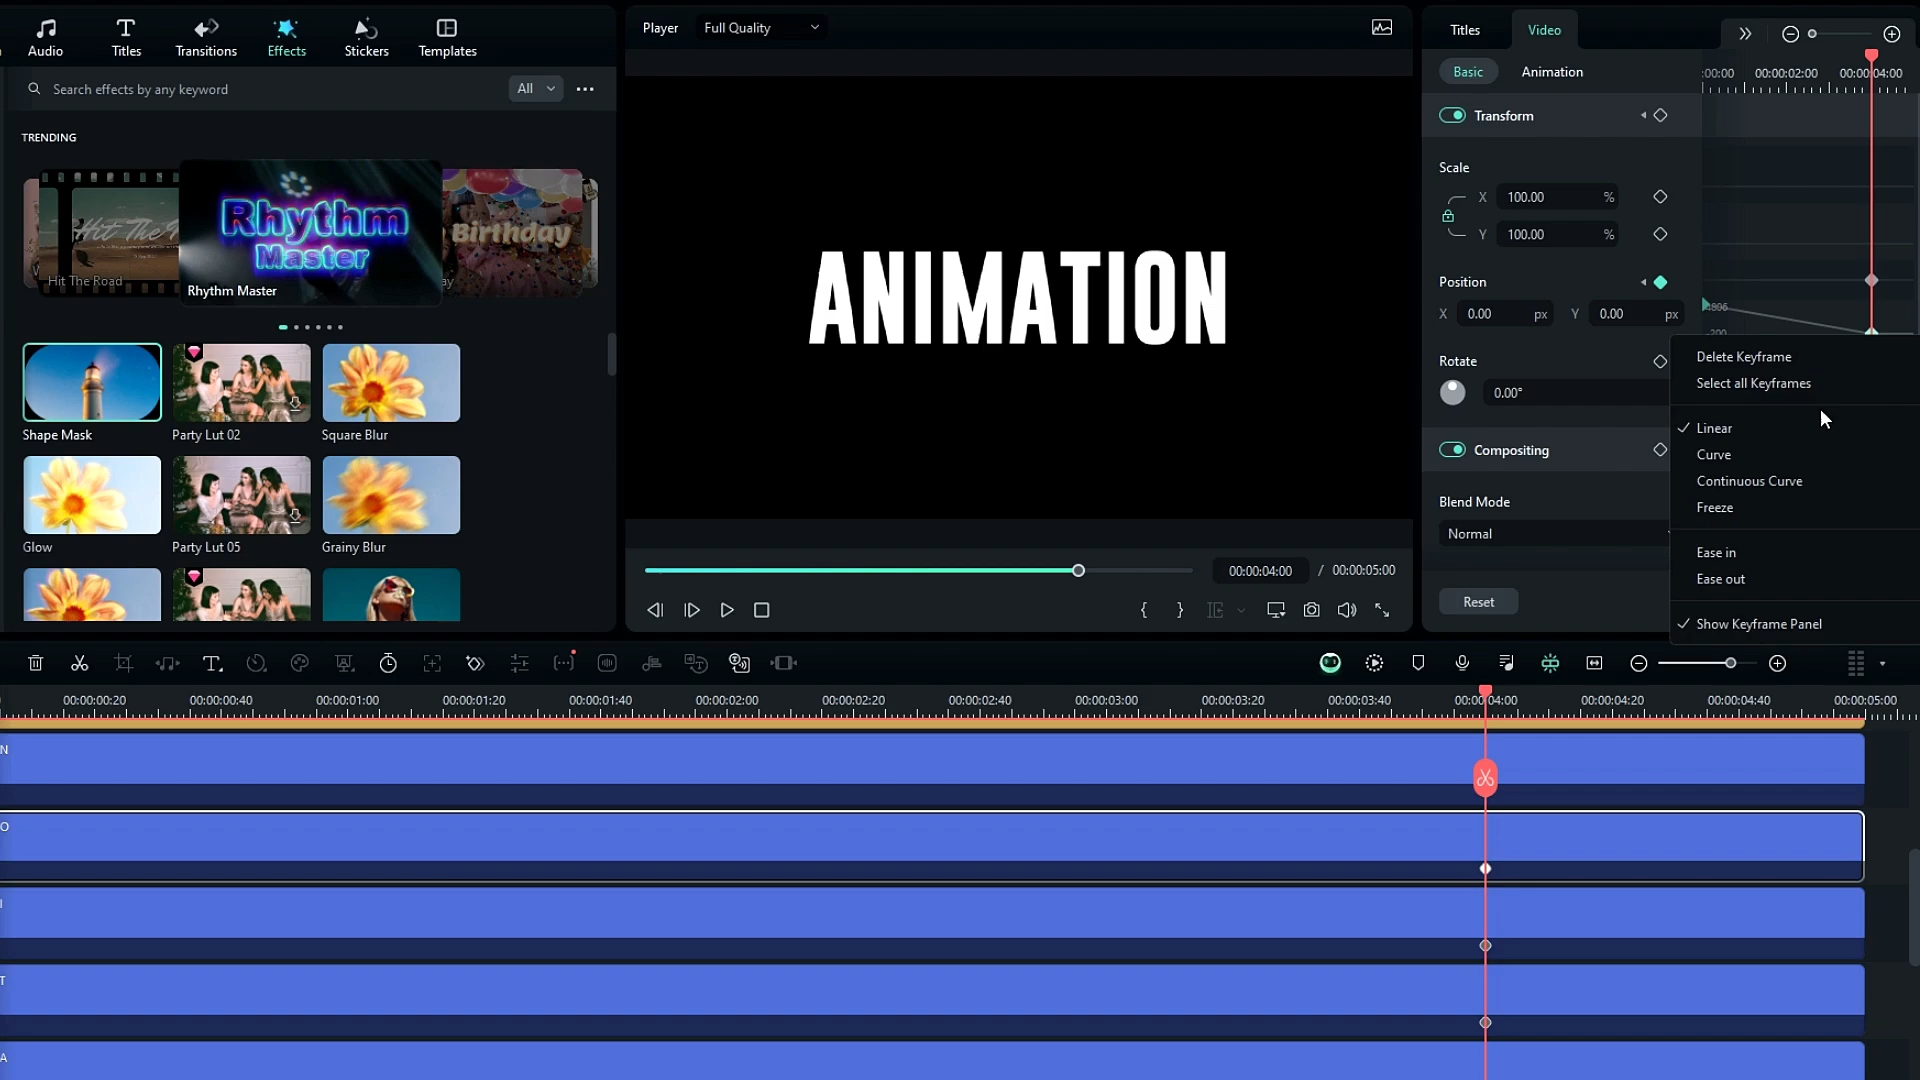 Audio
Titles
Transitions
Effects
Stickers
Templates
Search effects by any keyword
All
TRENDING
Hit The R
Hit The Road
Rhythm
Master
Rhythm Master
Birthday
ay
Shape Mask
Party Lut 02
Square Blur
Glow
Party Lut 05
Grainy Blur
Player
Full Quality
ANIMATION
00:00:04:00
/ 00:00:05:00
Titles
Video
Basic
Animation
Transform
Scale
X 100.00 %
Y 100.00 %
Position
X 0.00 px Y 0.00 px
Rotate
0.00°
Compositing
Blend Mode
Normal
Reset
:00:00 00:00:02:00 00:00:04:00
Delete Keyframe
Select all Keyframes
Linear
Curve
Continuous Curve
Freeze
Ease in
Ease out
Show Keyframe Panel
00:00:00:20 00:00:00:40 00:00:01:00 00:00:01:20 00:00:01:40 00:00:02:00 00:00:02:20 00:00:02:40 00:00:03:00 00:00:03:20 00:00:03:40 00:00:04:00 00:00:04:20 00:00:04:40 00:00:05:00
N
O
I
T
A